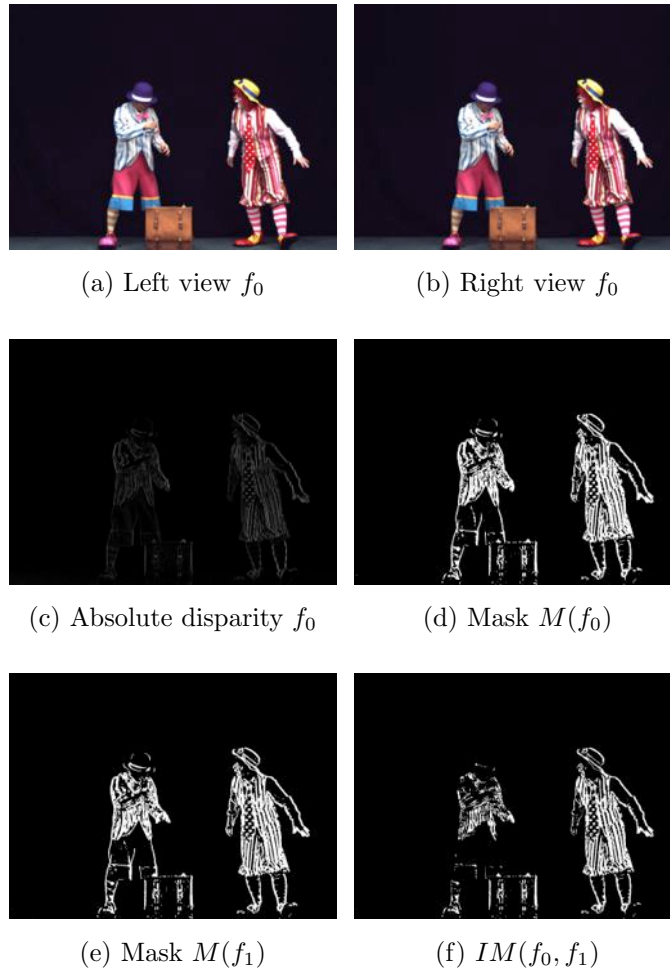 (a) Left view f₀
(b) Right view f₀
(c) Absolute disparity f₀
(d) Mask M(f₀)
(e) Mask M(f₁)
(f) IM(f₀, f₁)